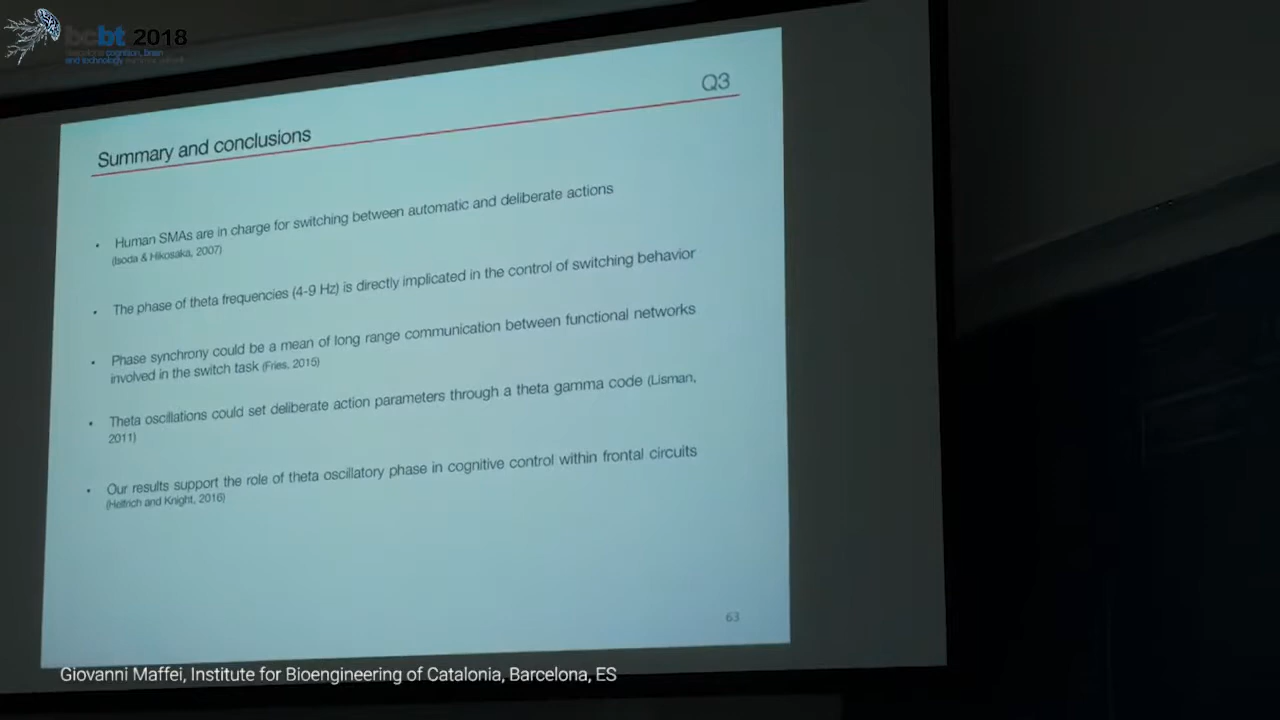 bcbt 2018
cognition, brain
and technology
Q3
Summary and conclusions
• Human SMAs are in charge for switching between automatic and deliberate actions
(Isoda & Hikosaka, 2007)
• The phase of theta frequencies (4-9 Hz) is directly implicated in the control of switching behavior
• Phase synchrony could be a mean of long range communication between functional networks
involved in the switch task (Fries, 2015)
• Theta oscillations could set deliberate action parameters through a theta gamma code (Lisman,
2011)
• Our results support the role of theta oscillatory phase in cognitive control within frontal circuits
(Helfrich and Knight, 2016)
63
Giovanni Maffei, Institute for Bioengineering of Catalonia, Barcelona, ES